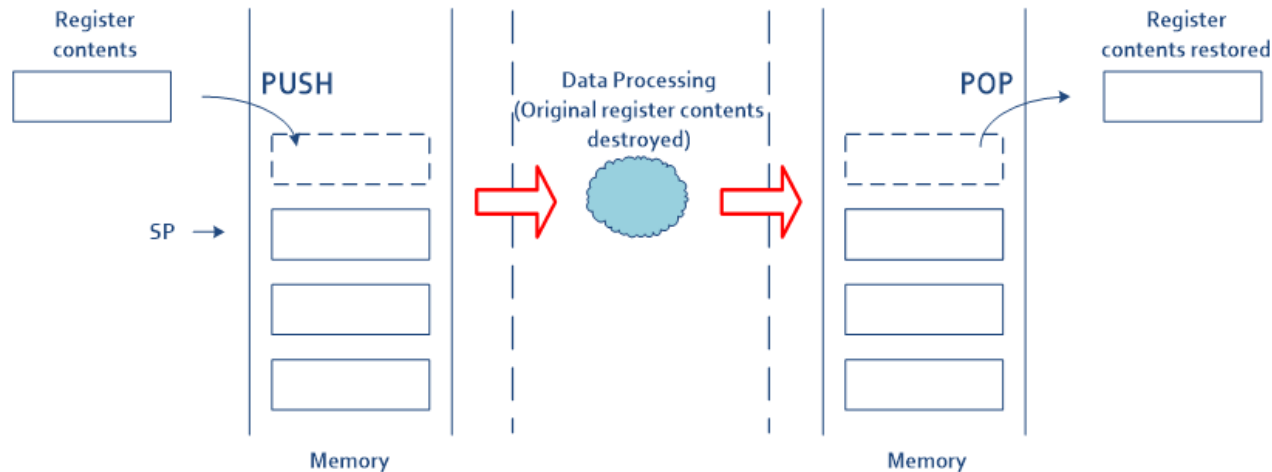 Register
contents
PUSH
SP
Memory
Data Processing
(Original register contents
destroyed)
POP
Register
contents restored
Memory